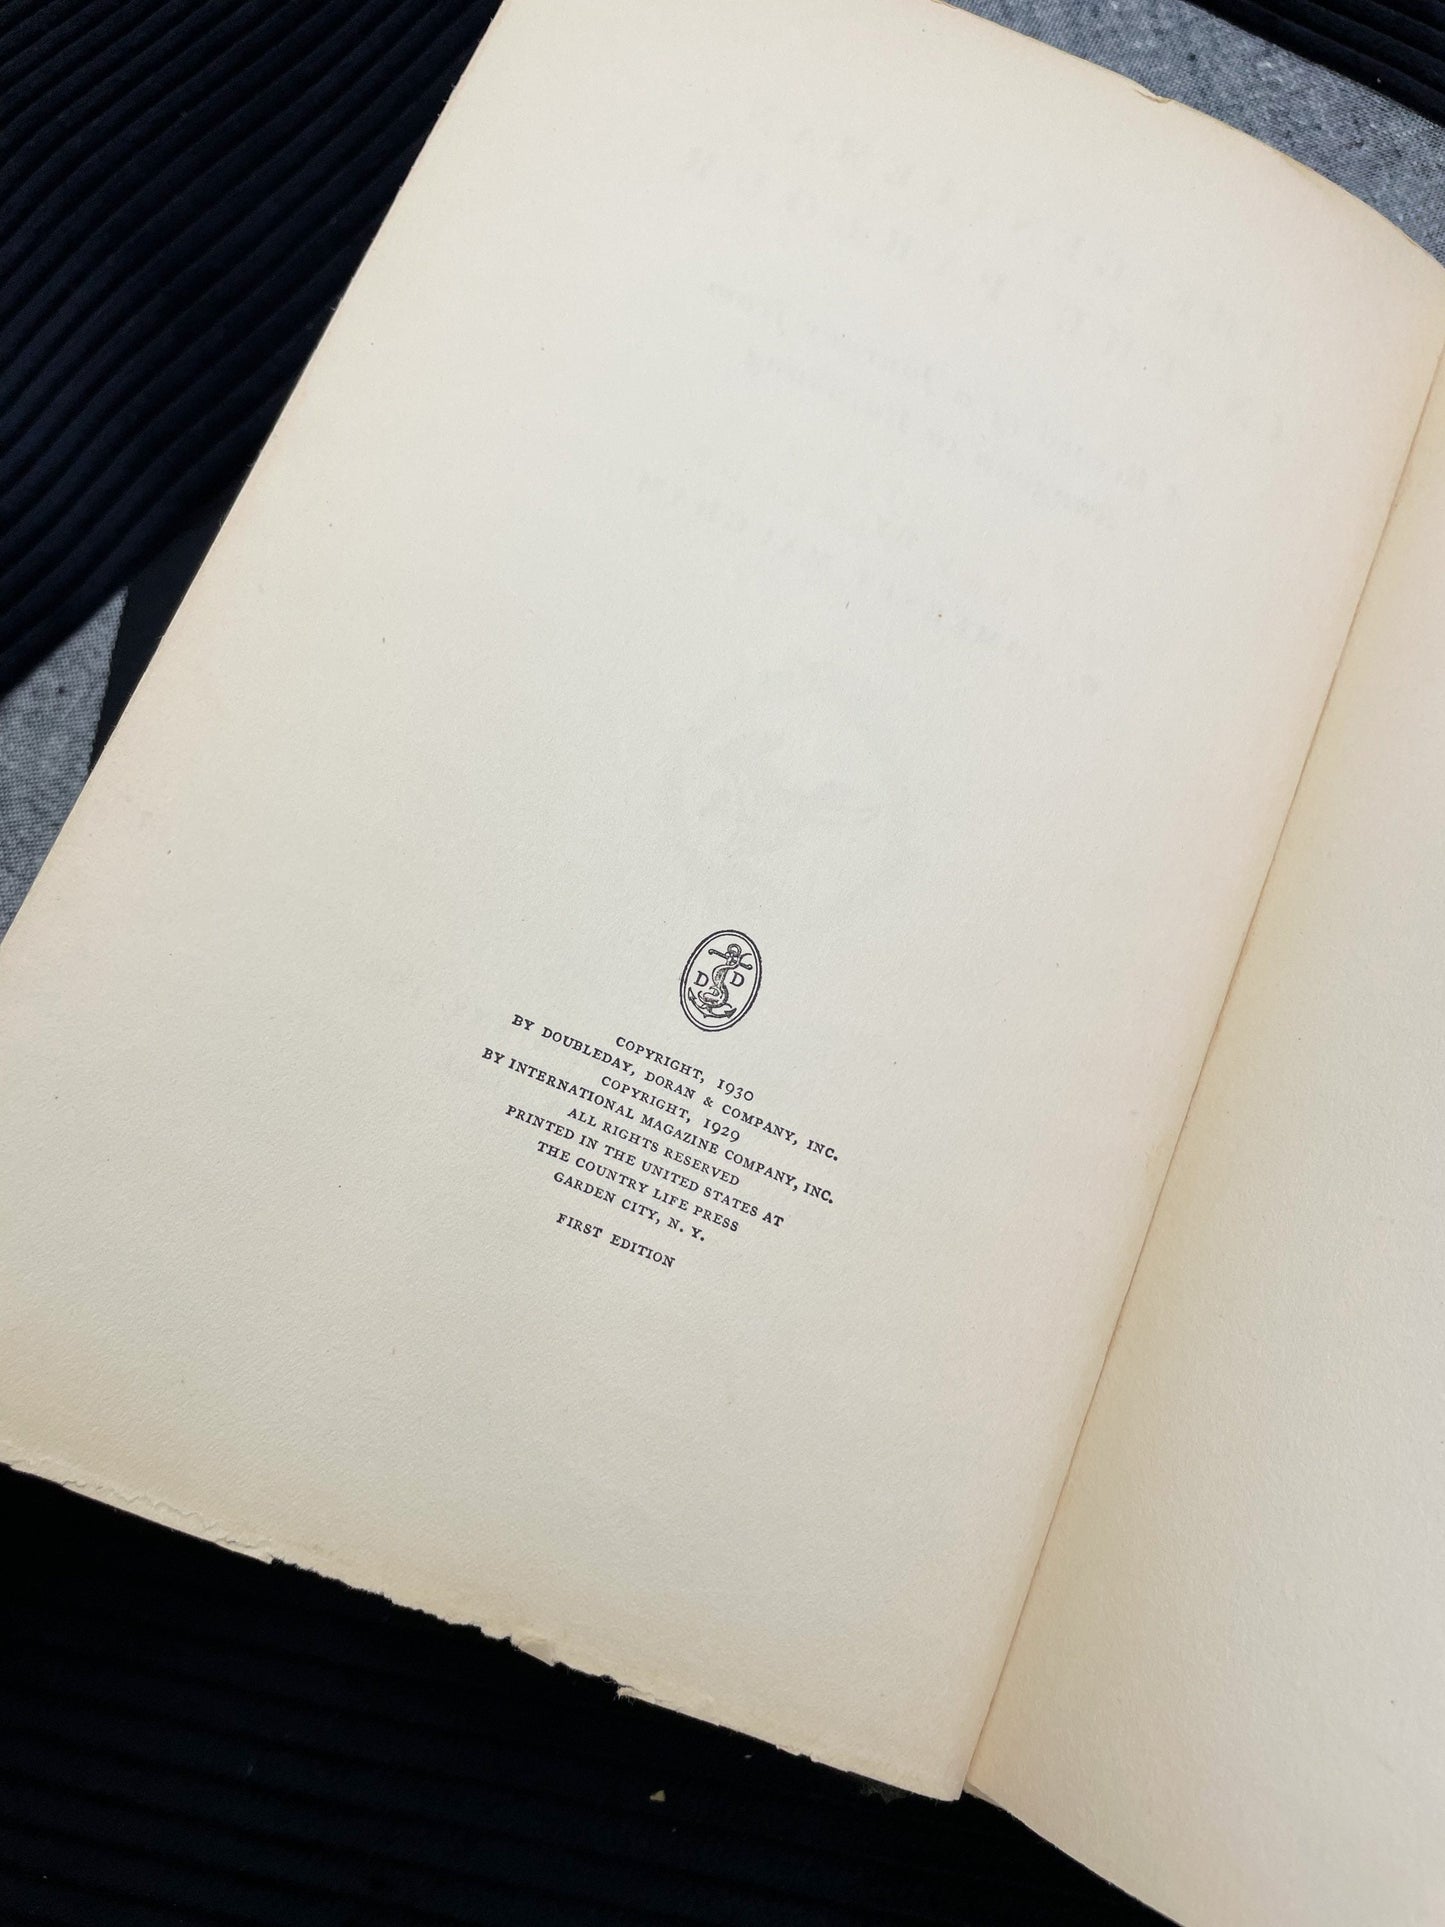 D D
D
COPYRIGHT, 1930
BY DOUBLEDAY, DORAN & COMPANY, INC.
COPYRIGHT, 1929
BY INTERNATIONAL MAGAZINE COMPANY, INC.
ALL RIGHTS RESERVED
PRINTED IN THE UNITED STATES AT
THE COUNTRY LIFE PRESS
GARDEN CITY, N. Y.
FIRST EDITION